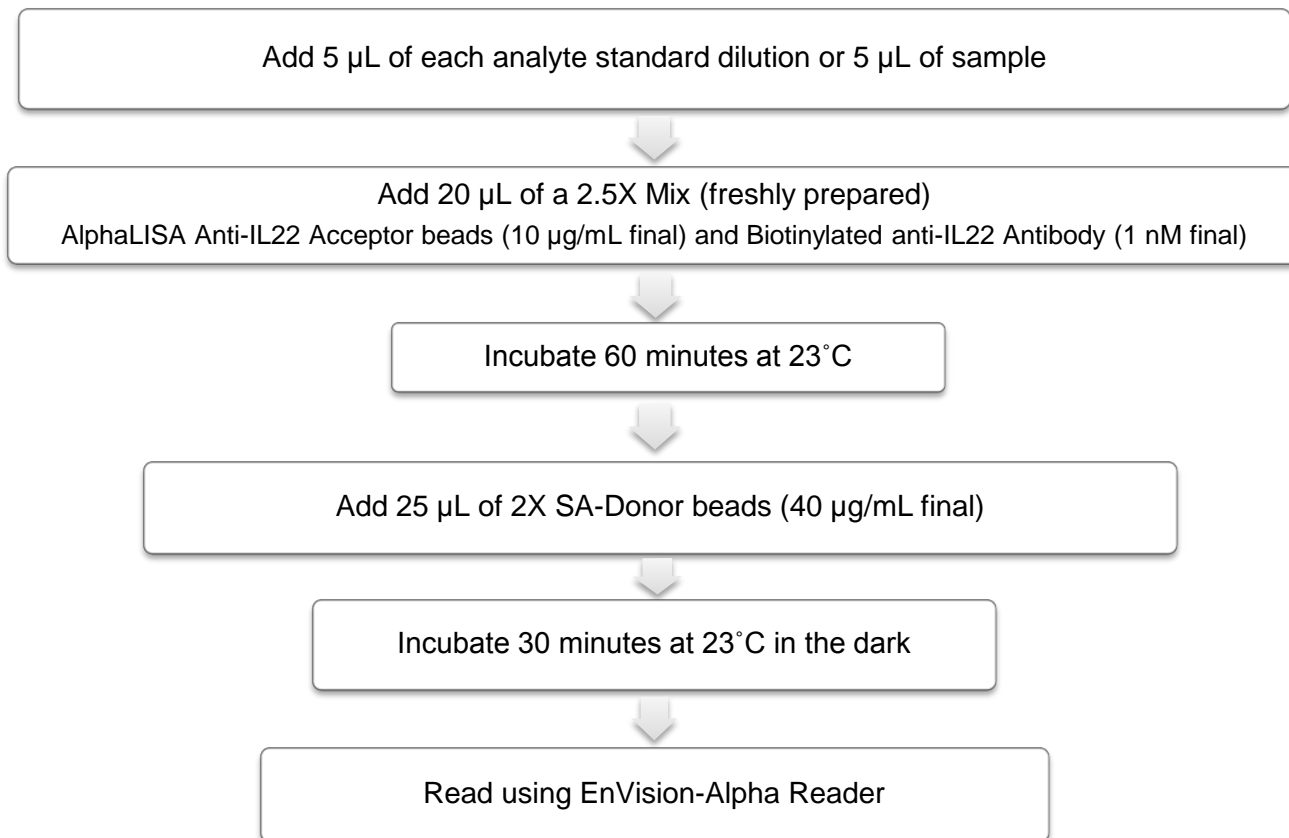 Add 5 µL of each analyte standard dilution or 5 µL of sample
Add 20 µL of a 2.5X Mix (freshly prepared)
AlphaLISA Anti-IL22 Acceptor beads (10 µg/mL final) and Biotinylated anti-IL22 Antibody (1 nM final)
Incubate 60 minutes at 23˚C
Add 25 µL of 2X SA-Donor beads (40 µg/mL final)
Incubate 30 minutes at 23˚C in the dark
Read using EnVision-Alpha Reader